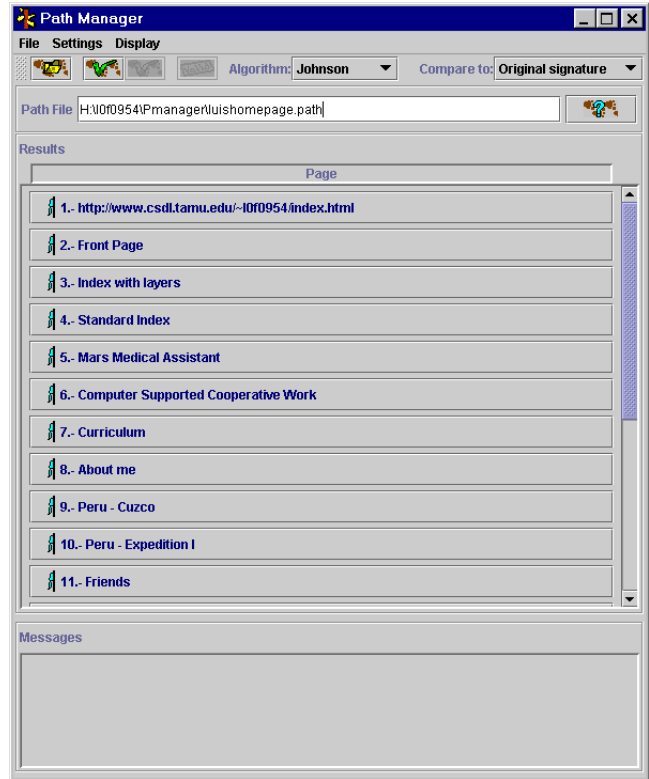 Path Manager
File Settings Display
Algorithm: Johnson Compare to: Original signature
Path File H:\l0f0954\Pmanager\luishomepage.path
Results
Page
1.- http://www.csdl.tamu.edu/~l0f0954/index.html
2.- Front Page
3.- Index with layers
4.- Standard Index
5.- Mars Medical Assistant
6.- Computer Supported Cooperative Work
7.- Curriculum
8.- About me
9.- Peru - Cuzco
10.- Peru - Expedition I
11.- Friends
Messages